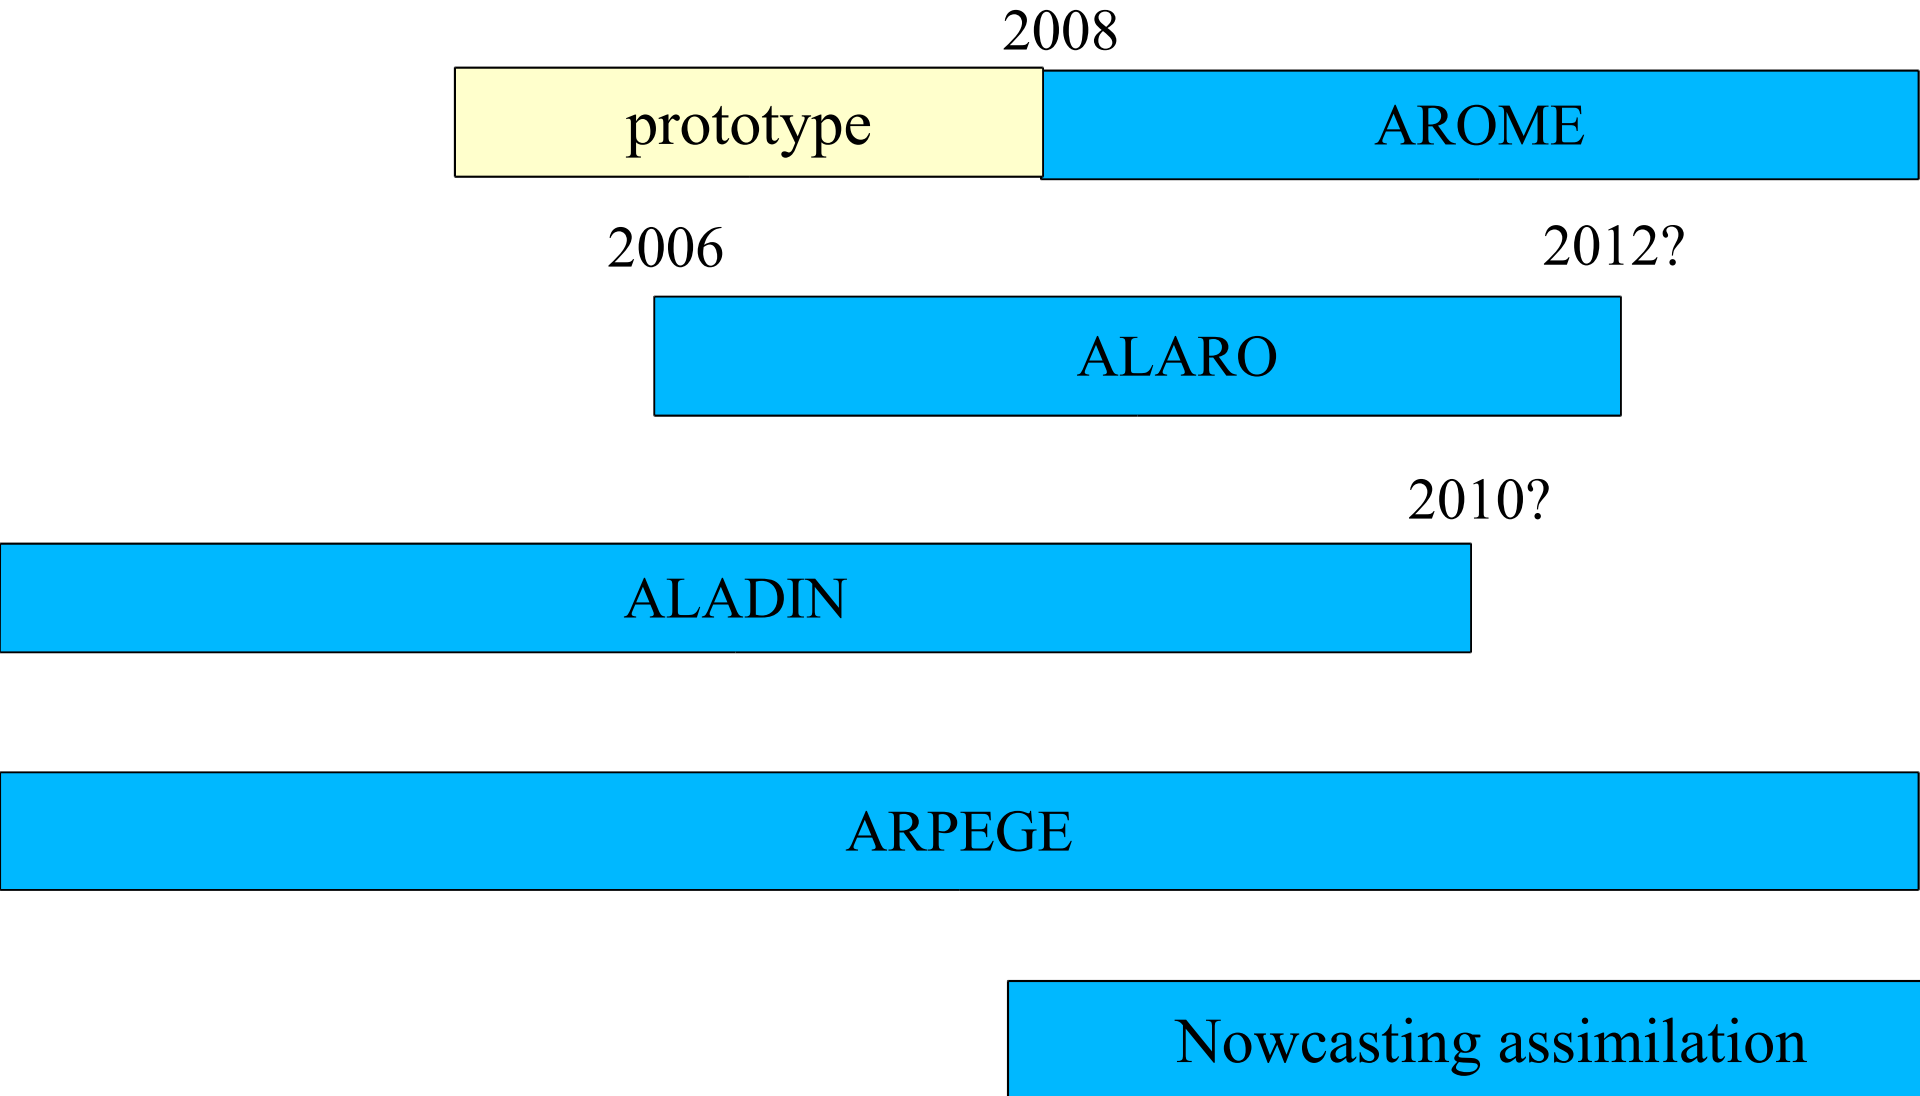 2008
prototype
AROME
2006
2012?
ALARO
2010?
ALADIN
ARPEGE
Nowcasting assimilation